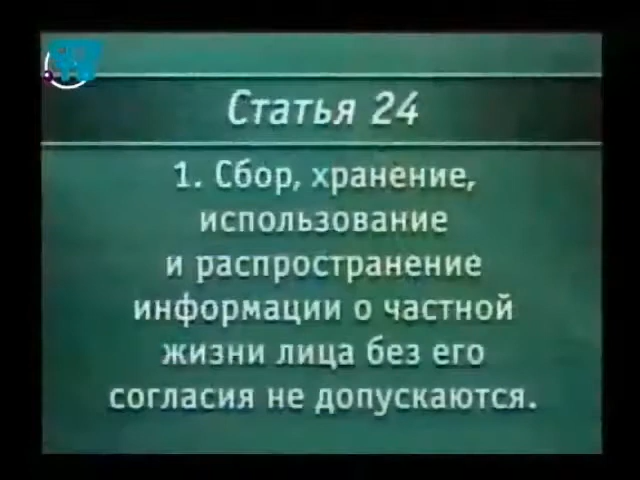 Статья 24
1. Сбор, хранение,
использование
и распространение
информации о частной
жизни лица без его
согласия не допускаются.